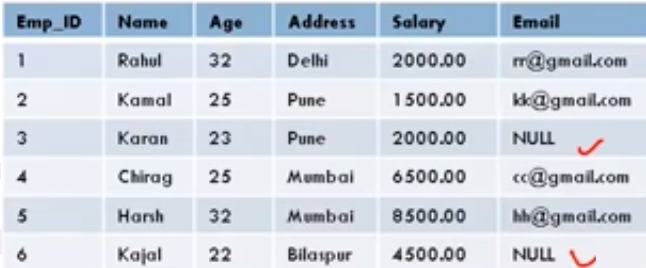 Emp_ID Name Age Address Salary Email
1 Rahul 32 Delhi 2000.00 rr@gmail.com
2 Kamal 25 Pune 1500.00 kk@gmail.com
3 Karan 23 Pune 2000.00 NULL
4 Chirag 25 Mumbai 6500.00 cc@gmail.com
5 Harsh 32 Mumbai 8500.00 hh@gmail.com
6 Kajal 22 Bilaspur 4500.00 NULL